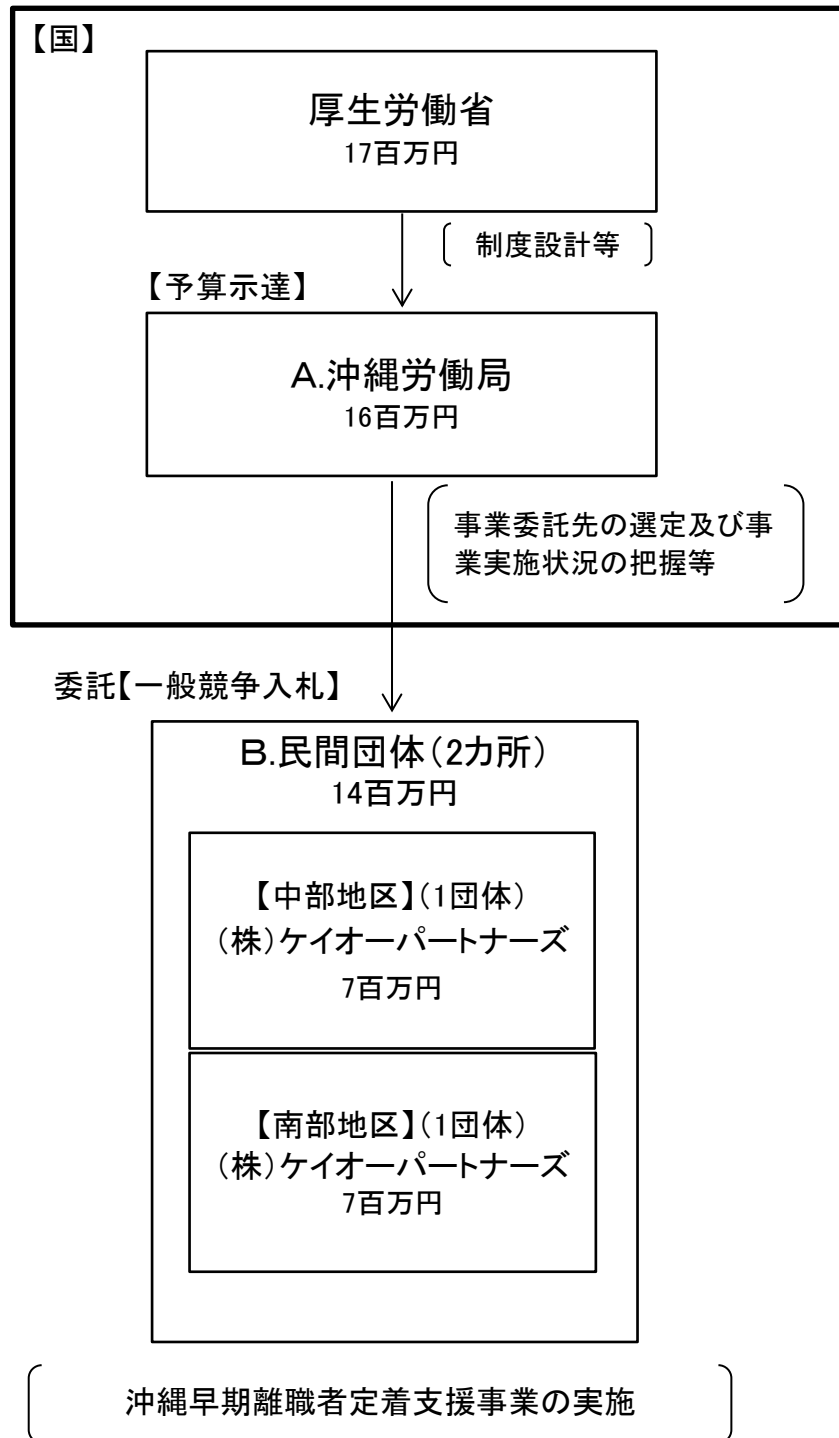 【国】
厚生労働省
17百万円
制度設計等
【予算示達】
A.沖縄労働局
16百万円
事業委託先の選定及び事
業実施状況の把握等
委託【一般競争入札】
B.民間団体(2カ所)
14百万円
【中部地区】(1団体)
(株)ケイオーパートナーズ
7百万円
【南部地区】(1団体)
(株)ケイオーパートナーズ
7百万円
沖縄早期離職者定着支援事業の実施